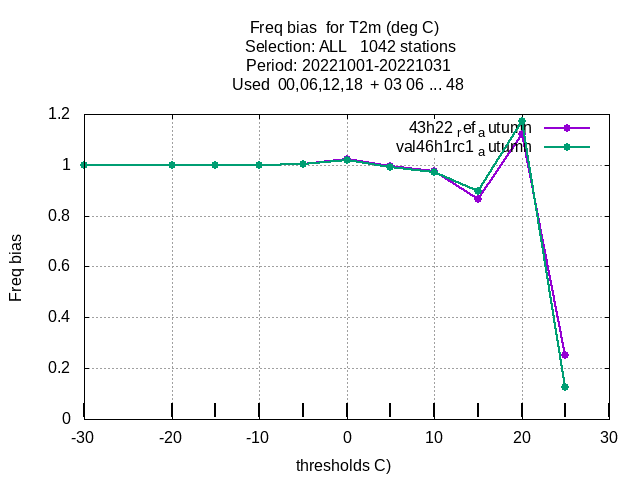 Freq bias  for T2m (deg C)
Selection: ALL   1042 stations
Period: 20221001-20221031
Used  00,06,12,18  + 03 06 ... 48
43h22 ref a utumn
val46h1rc1 a utumn
1.2
1
0.8
0.6
0.4
0.2
0
Freq bias
-30 -20 -10 0 10 20 30
thresholds C)